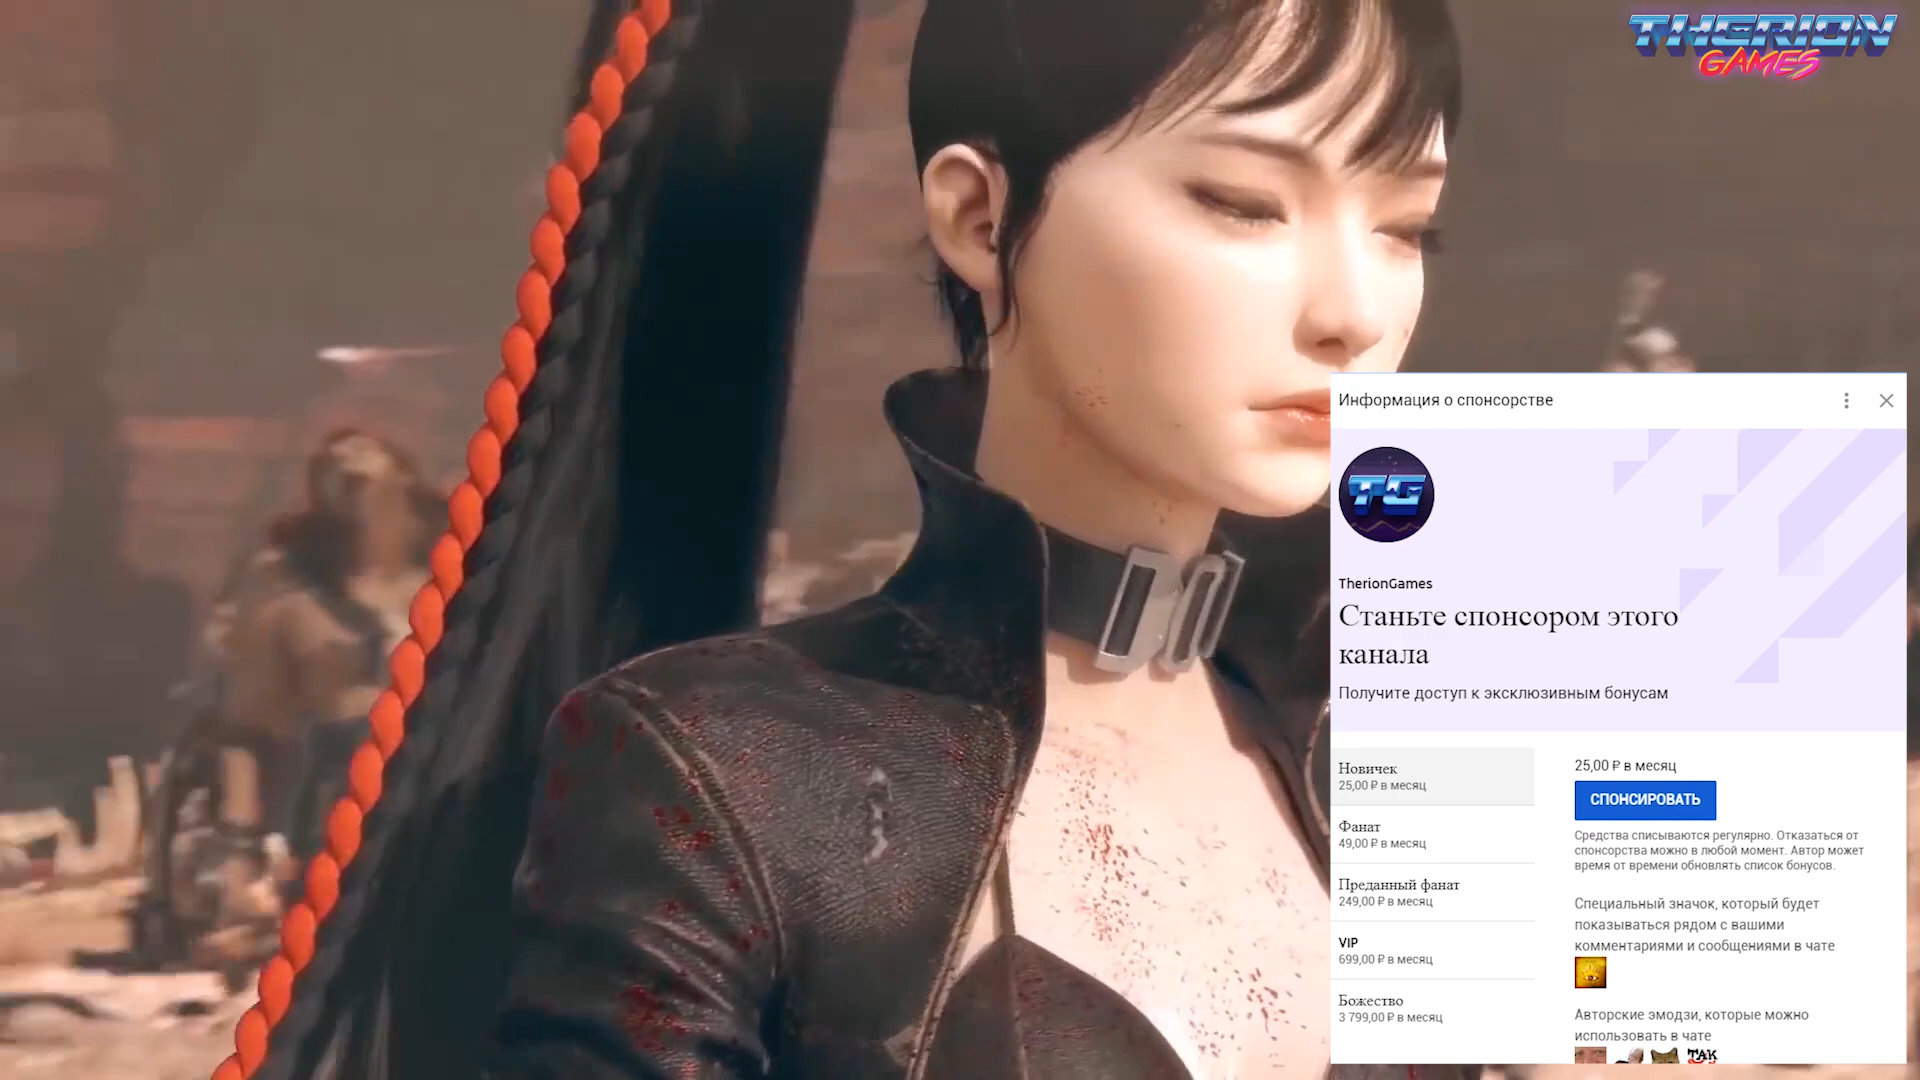 THERION
GAMES
Информация о спонсорстве
TG
TherionGames
Станьте спонсором этого
канала
Получите доступ к эксклюзивным бонусам
Новичек
25,00 ₽ в месяц
Фанат
49,00 ₽ в месяц
Преданный фанат
249,00 ₽ в месяц
VIP
699,00 ₽ в месяц
Божество
3 799,00 ₽ в месяц
25,00 ₽ в месяц
СПОНСИРОВАТЬ
Средства списываются регулярно. Отказаться от
спонсорства можно в любой момент. Автор может
время от времени обновлять список бонусов.
Специальный значок, который будет
показываться рядом с вашими
комментариями и сообщениями в чате
Авторские эмодзи, которые можно
использовать в чате
ТАК